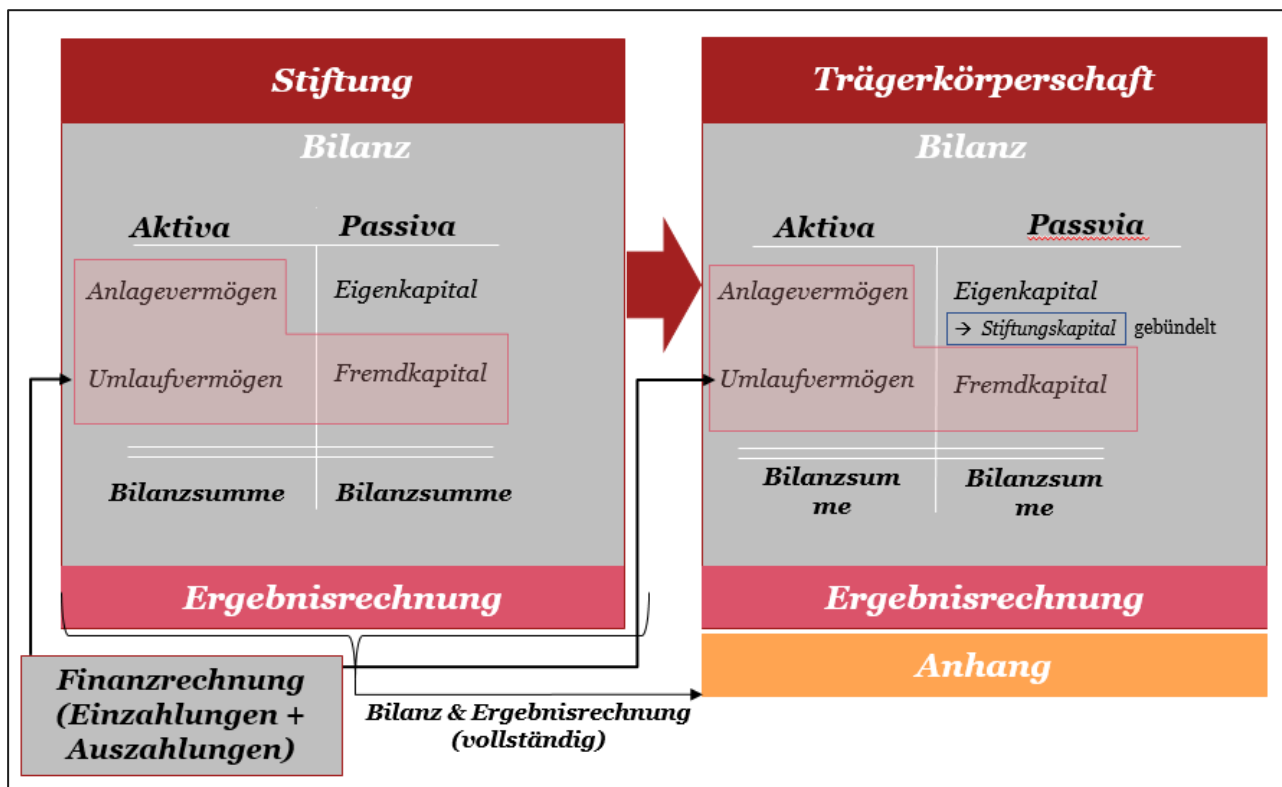 Stiftung
Bilanz
Aktiva
Passiva
Anlagevermögen
Eigenkapital
Umlaufvermögen
Fremdkapital
Bilanzsumme
Bilanzsumme
Ergebnisrechnung
Finanzrechnung
(Einzahlungen +
Auszahlungen)
Bilanz & Ergebnisrechnung
(vollständig)
Trägerkörperschaft
Bilanz
Aktiva
Passvia
Anlagevermögen
Eigenkapital
→ Stiftungskapital gebündelt
Umlaufvermögen
Fremdkapital
Bilanzsum
me
Bilanzsum
me
Ergebnisrechnung
Anhang